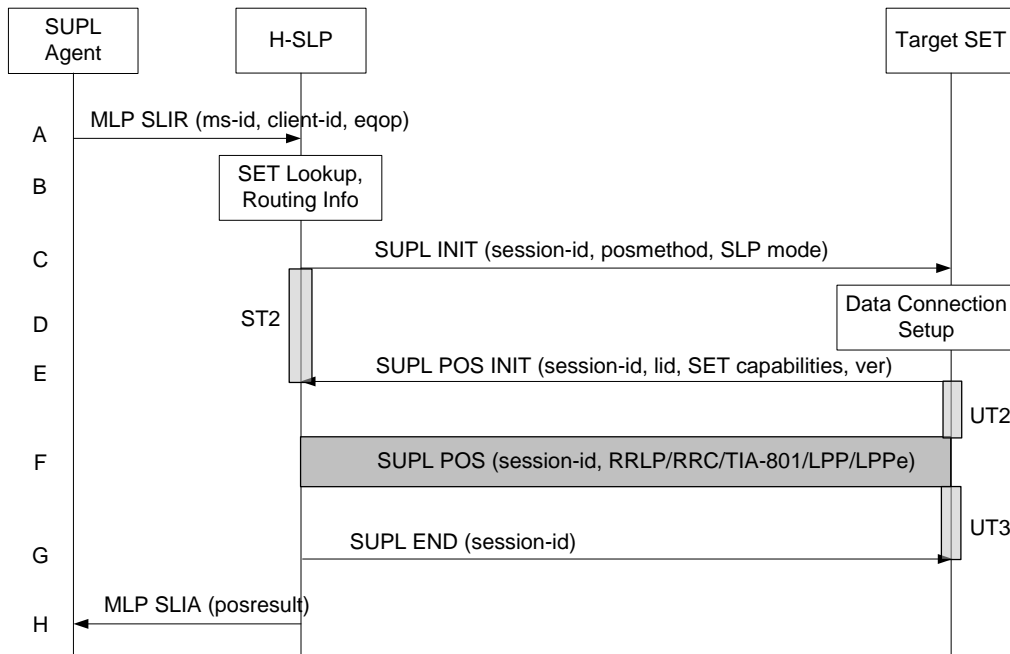 SUPL
Agent
H-SLP
Target SET
A
MLP SLIR (ms-id, client-id, eqop)
B
SET Lookup,
Routing Info
C
SUPL INIT (session-id, posmethod, SLP mode)
D
ST2
Data Connection
Setup
E
SUPL POS INIT (session-id, lid, SET capabilities, ver)
UT2
F
SUPL POS (session-id, RRLP/RRC/TIA-801/LPP/LPPe)
UT3
G
SUPL END (session-id)
H
MLP SLIA (posresult)